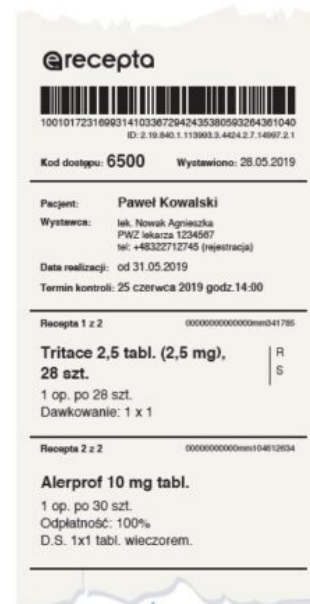 erecepta
10010172316993141033672942435380593264361040
ID: 2.19.840.1.113993.3.4424.2.7.14997.2.1
Kod dostępu: 6500 Wystawiono: 28.05.2019
Pacjent: Paweł Kowalski
Wystawca: lek. Nowak Agnieszka
PWZ lekarza 1234567
tel: +48322712745 (rejestracja)
Data realizacji: od 31.05.2019
Termin kontroli: 25 czerwca 2019 godz.14:00
Recepta 1 z 2 0000000000000mm341785
Tritace 2,5 tabl. (2,5 mg), R
28 szt. S
1 op. po 28 szt.
Dawkowanie: 1 x 1
Recepta 2 z 2 0000000000mm104612634
Alerprof 10 mg tabl.
1 op. po 30 szt.
Odpłatność: 100%
D.S. 1x1 tabl. wieczorem.